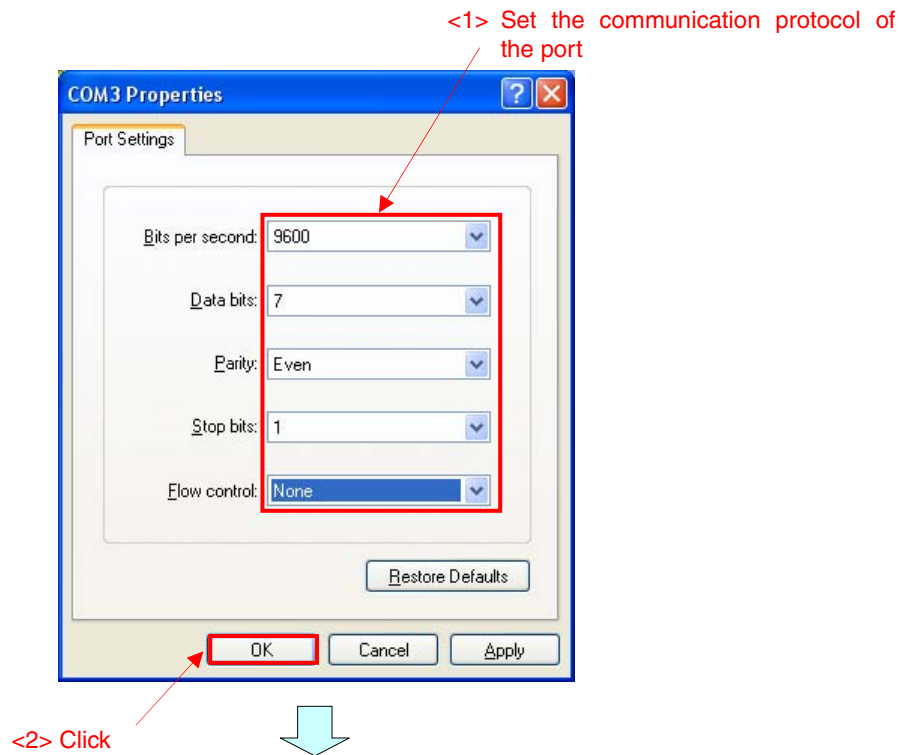 <1> Set the communication protocol of
the port
COM3 Properties
Port Settings
Bits per second: 9600
Data bits: 7
Parity: Even
Stop bits: 1
Flow control: None
Restore Defaults
OK Cancel Apply
<2> Click